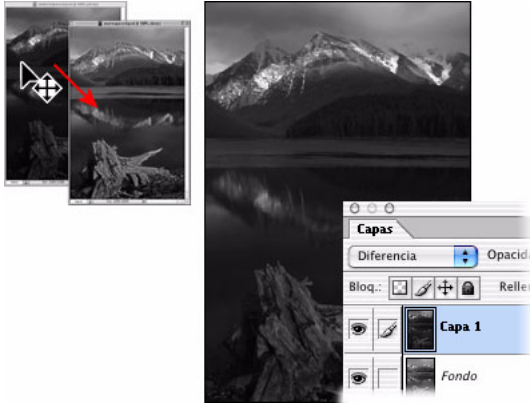 Capas
Diferencia
Opacid.
Bloq.:
Relle
Capa 1
Fondo